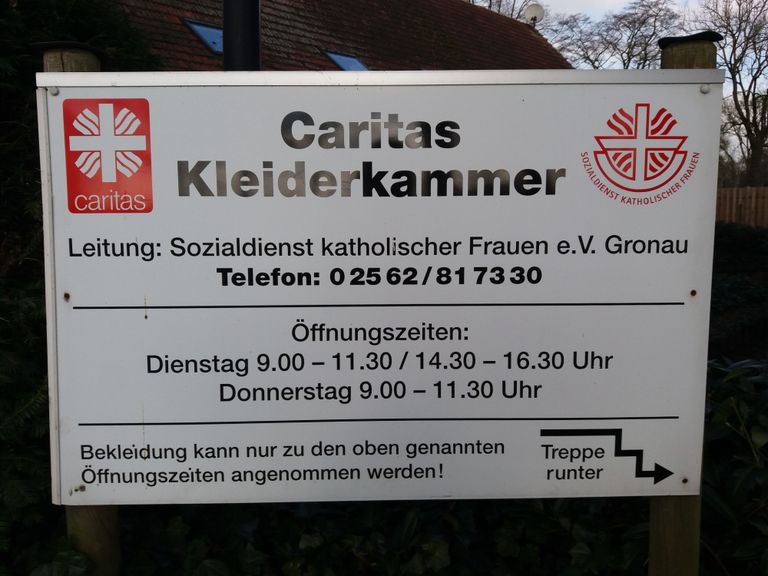 Caritas
Kleiderkammer
caritas
SOZIALDIENST KATHOLISCHER FRAUEN
Leitung: Sozialdienst katholischer Frauen e.V. Gronau
Telefon: 0 25 62 / 81 73 30
Öffnungszeiten:
Dienstag 9.00 – 11.30 / 14.30 – 16.30 Uhr
Donnerstag 9.00 – 11.30 Uhr
Bekleidung kann nur zu den oben genannten
Öffnungszeiten angenommen werden!
Treppe
runter